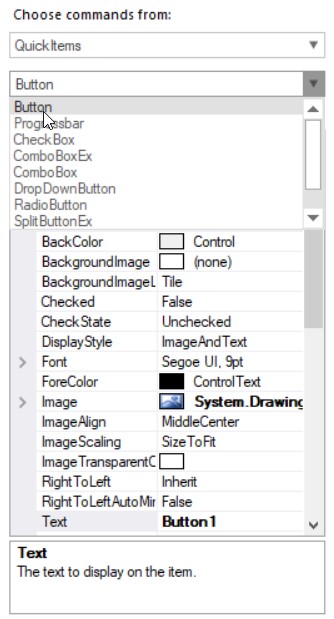 Choose commands from:
QuickItems
Button
Button
Progressbar
CheckBox
ComboBoxEx
ComboBox
DropDownButton
RadioButton
SplitButtonEx
BackColor Control
BackgroundImage (none)
BackgroundImageL Tile
Checked False
CheckState Unchecked
DisplayStyle ImageAndText
Font Segoe UI, 9pt
ForeColor ControlText
Image System.Drawing
ImageAlign MiddleCenter
ImageScaling SizeToFit
ImageTransparentC
RightToLeft Inherit
RightToLeftAutoMir False
Text Button1
Text
The text to display on the item.